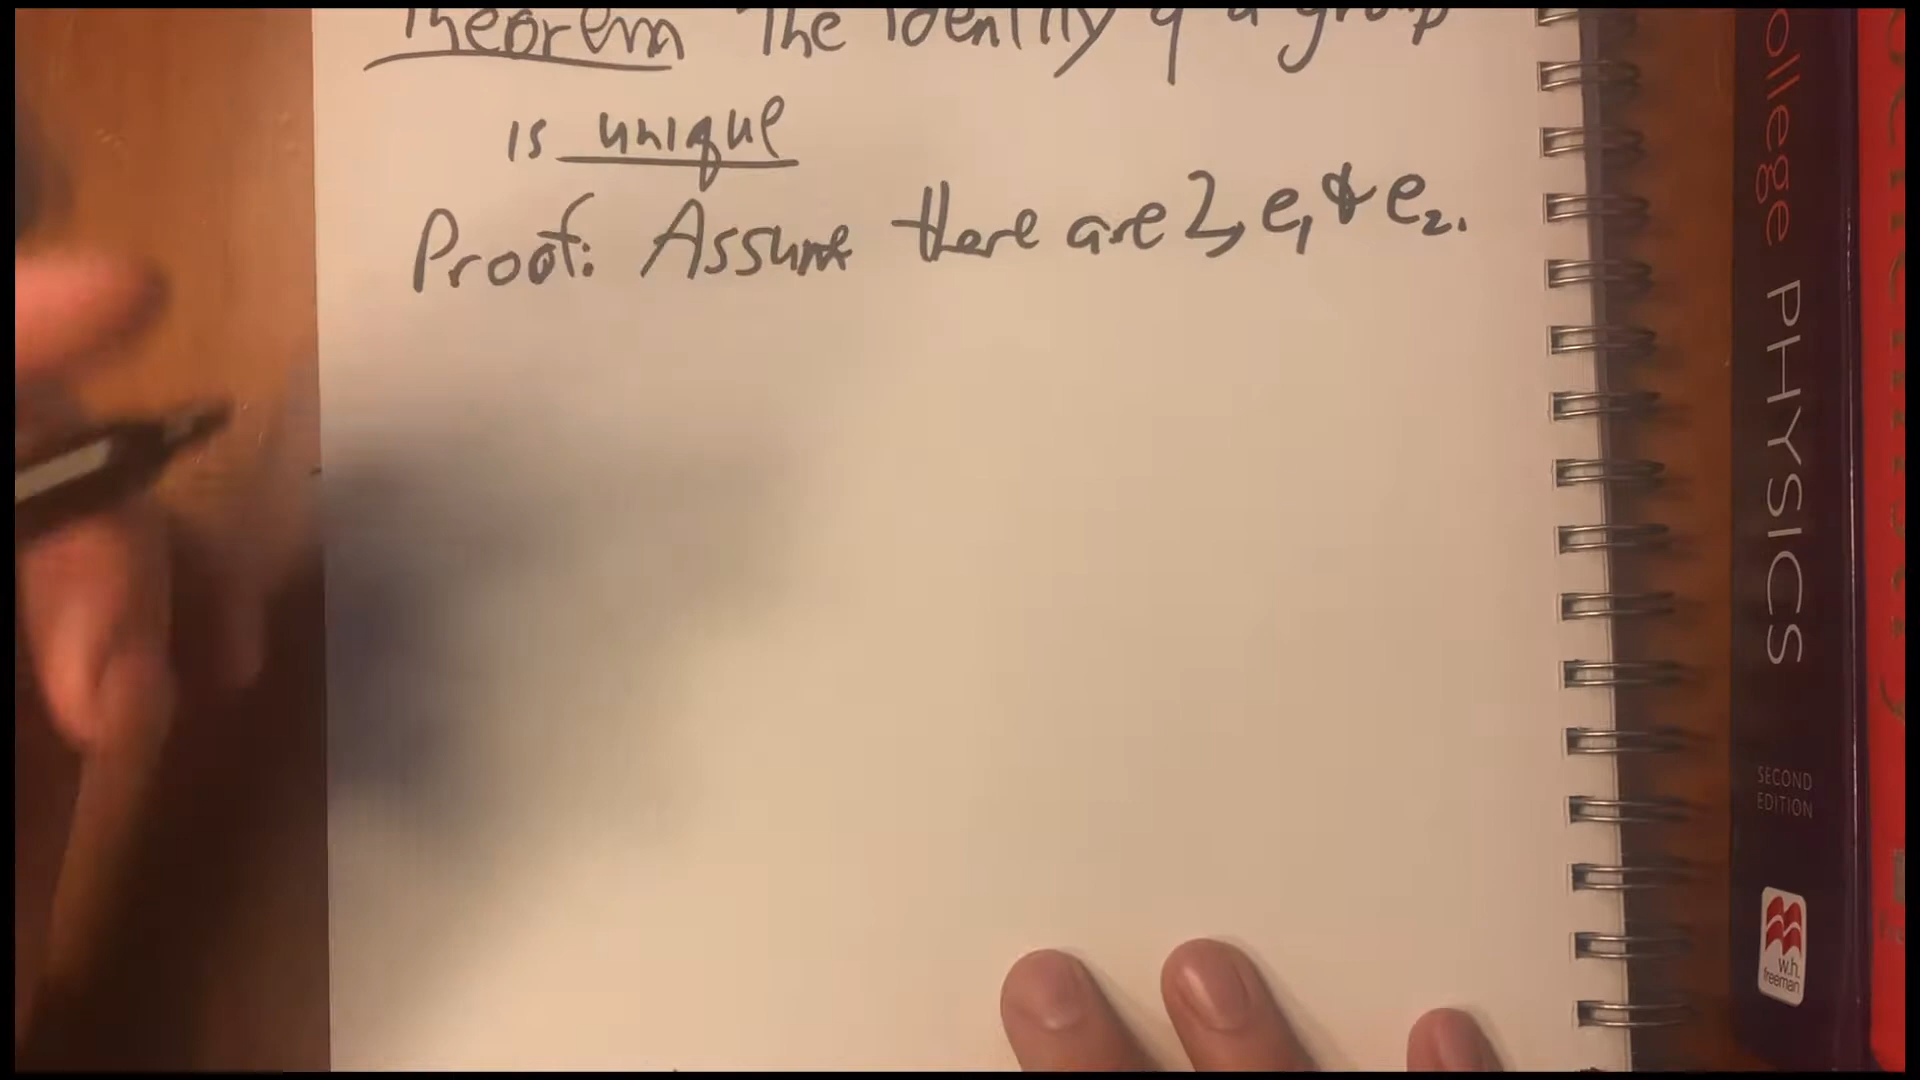 Theorem The identity of a group
is unique
Proof: Assume there are 2, e₁ & e₂.
College PHYSICS
SECOND
EDITION
w.h.
freeman